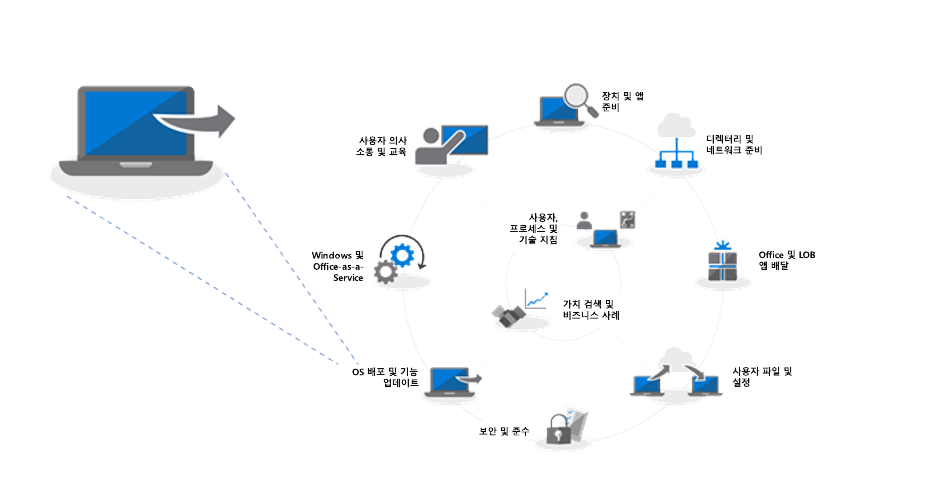 장치 및 앱
준비
사용자 의사
소통 및 교육
디렉터리 및
네트워크 준비
사용자,
프로세스 및
기술 지침
Windows 및
Office-as-a-
Service
Office 및 LOB
앱 배달
가치 검색 및
비즈니스 사례
OS 배포 및 기능
업데이트
사용자 파일 및
설정
보안 및 준수